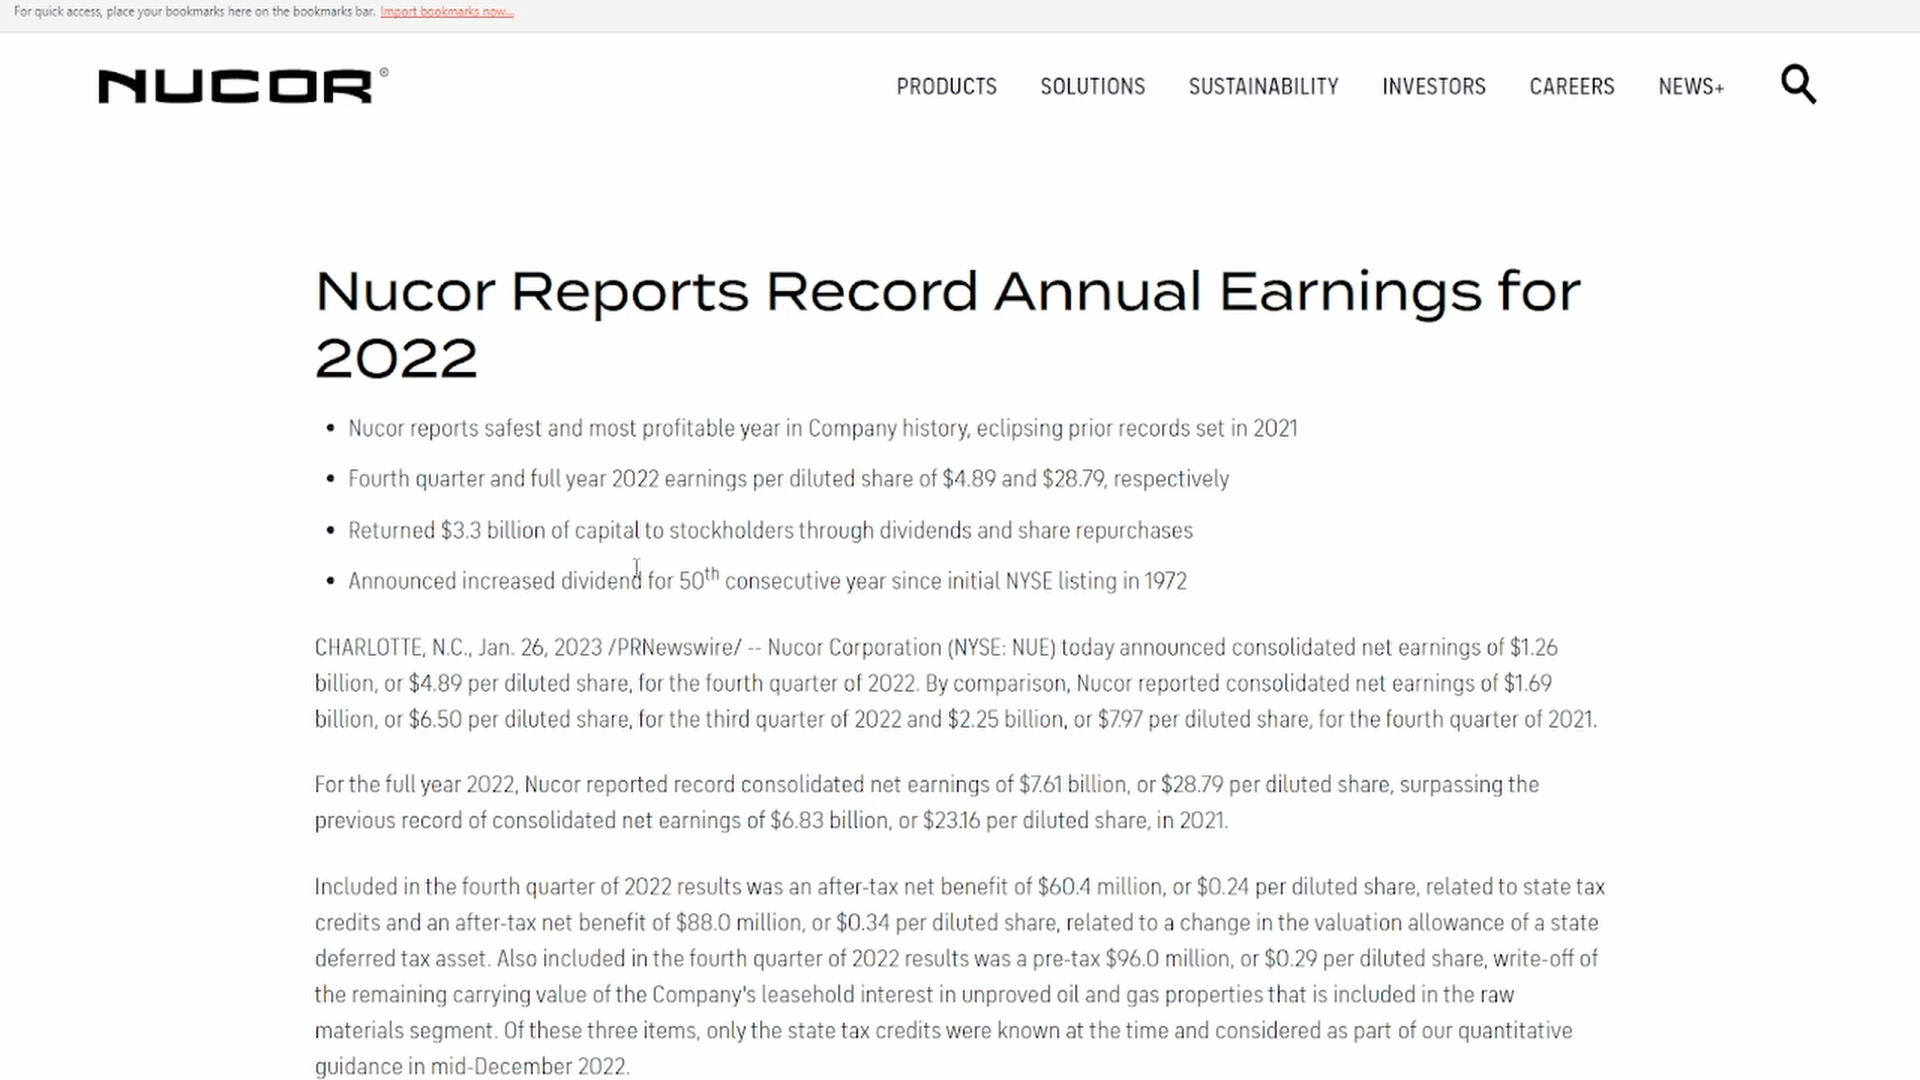 For quick access, place your bookmarks here on the bookmarks bar. Import bookmarks now...
NUCOR®
PRODUCTS SOLUTIONS SUSTAINABILITY INVESTORS CAREERS NEWS+
Nucor Reports Record Annual Earnings for
2022
• Nucor reports safest and most profitable year in Company history, eclipsing prior records set in 2021
• Fourth quarter and full year 2022 earnings per diluted share of $4.89 and $28.79, respectively
• Returned $3.3 billion of capital to stockholders through dividends and share repurchases
• Announced increased dividend for 50th consecutive year since initial NYSE listing in 1972
CHARLOTTE, N.C., Jan. 26, 2023 /PRNewswire/ -- Nucor Corporation (NYSE: NUE) today announced consolidated net earnings of $1.26
billion, or $4.89 per diluted share, for the fourth quarter of 2022. By comparison, Nucor reported consolidated net earnings of $1.69
billion, or $6.50 per diluted share, for the third quarter of 2022 and $2.25 billion, or $7.97 per diluted share, for the fourth quarter of 2021.
For the full year 2022, Nucor reported record consolidated net earnings of $7.61 billion, or $28.79 per diluted share, surpassing the
previous record of consolidated net earnings of $6.83 billion, or $23.16 per diluted share, in 2021.
Included in the fourth quarter of 2022 results was an after-tax net benefit of $60.4 million, or $0.24 per diluted share, related to state tax
credits and an after-tax net benefit of $88.0 million, or $0.34 per diluted share, related to a change in the valuation allowance of a state
deferred tax asset. Also included in the fourth quarter of 2022 results was a pre-tax $96.0 million, or $0.29 per diluted share, write-off of
the remaining carrying value of the Company's leasehold interest in unproved oil and gas properties that is included in the raw
materials segment. Of these three items, only the state tax credits were known at the time and considered as part of our quantitative
guidance in mid-December 2022.